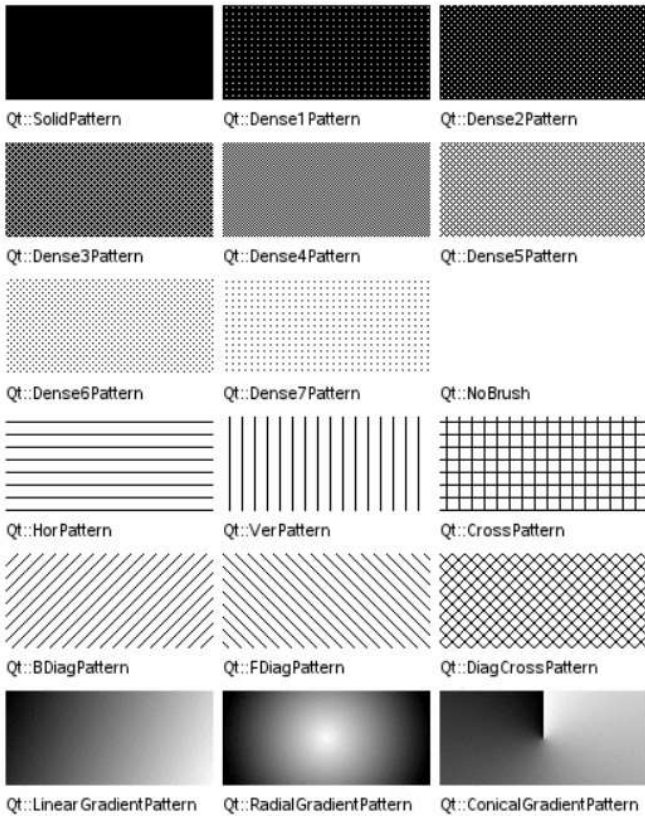 Qt::SolidPattern
Qt::Dense1Pattern
Qt::Dense2Pattern
Qt::Dense3Pattern
Qt::Dense4Pattern
Qt::Dense5Pattern
Qt::Dense6Pattern
Qt::Dense7Pattern
Qt::NoBrush
Qt::HorPattern
Qt::VerPattern
Qt::CrossPattern
Qt::BDiagPattern
Qt::FDiagPattern
Qt::DiagCrossPattern
Qt::LinearGradientPattern
Qt::RadialGradientPattern
Qt::ConicalGradientPattern